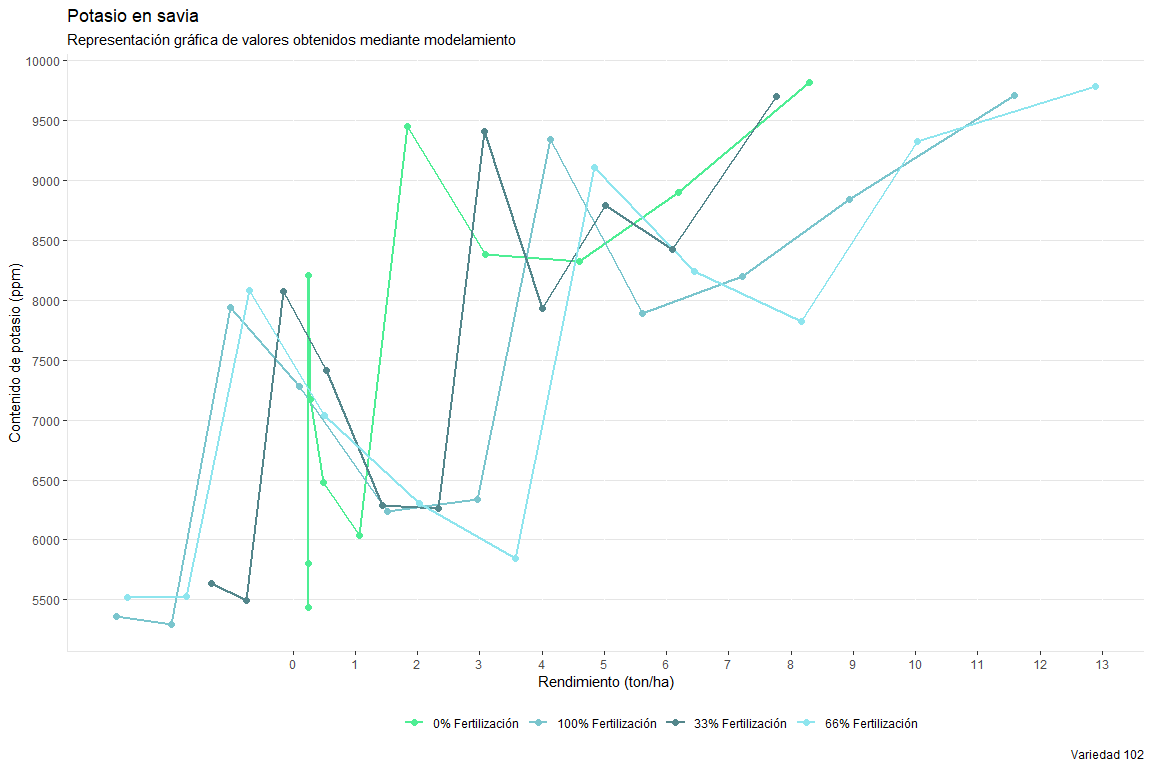 Potasio en savia
Representación gráfica de valores obtenidos mediante modelamiento
Contenido de potasio (ppm)
10000
9500
9000
8500
8000
7500
7000
6500
6000
5500
0 1 2 3 4 5 6 7 8 9 10 11 12 13
Rendimiento (ton/ha)
0% Fertilización 100% Fertilización 33% Fertilización 66% Fertilización
Variedad 102